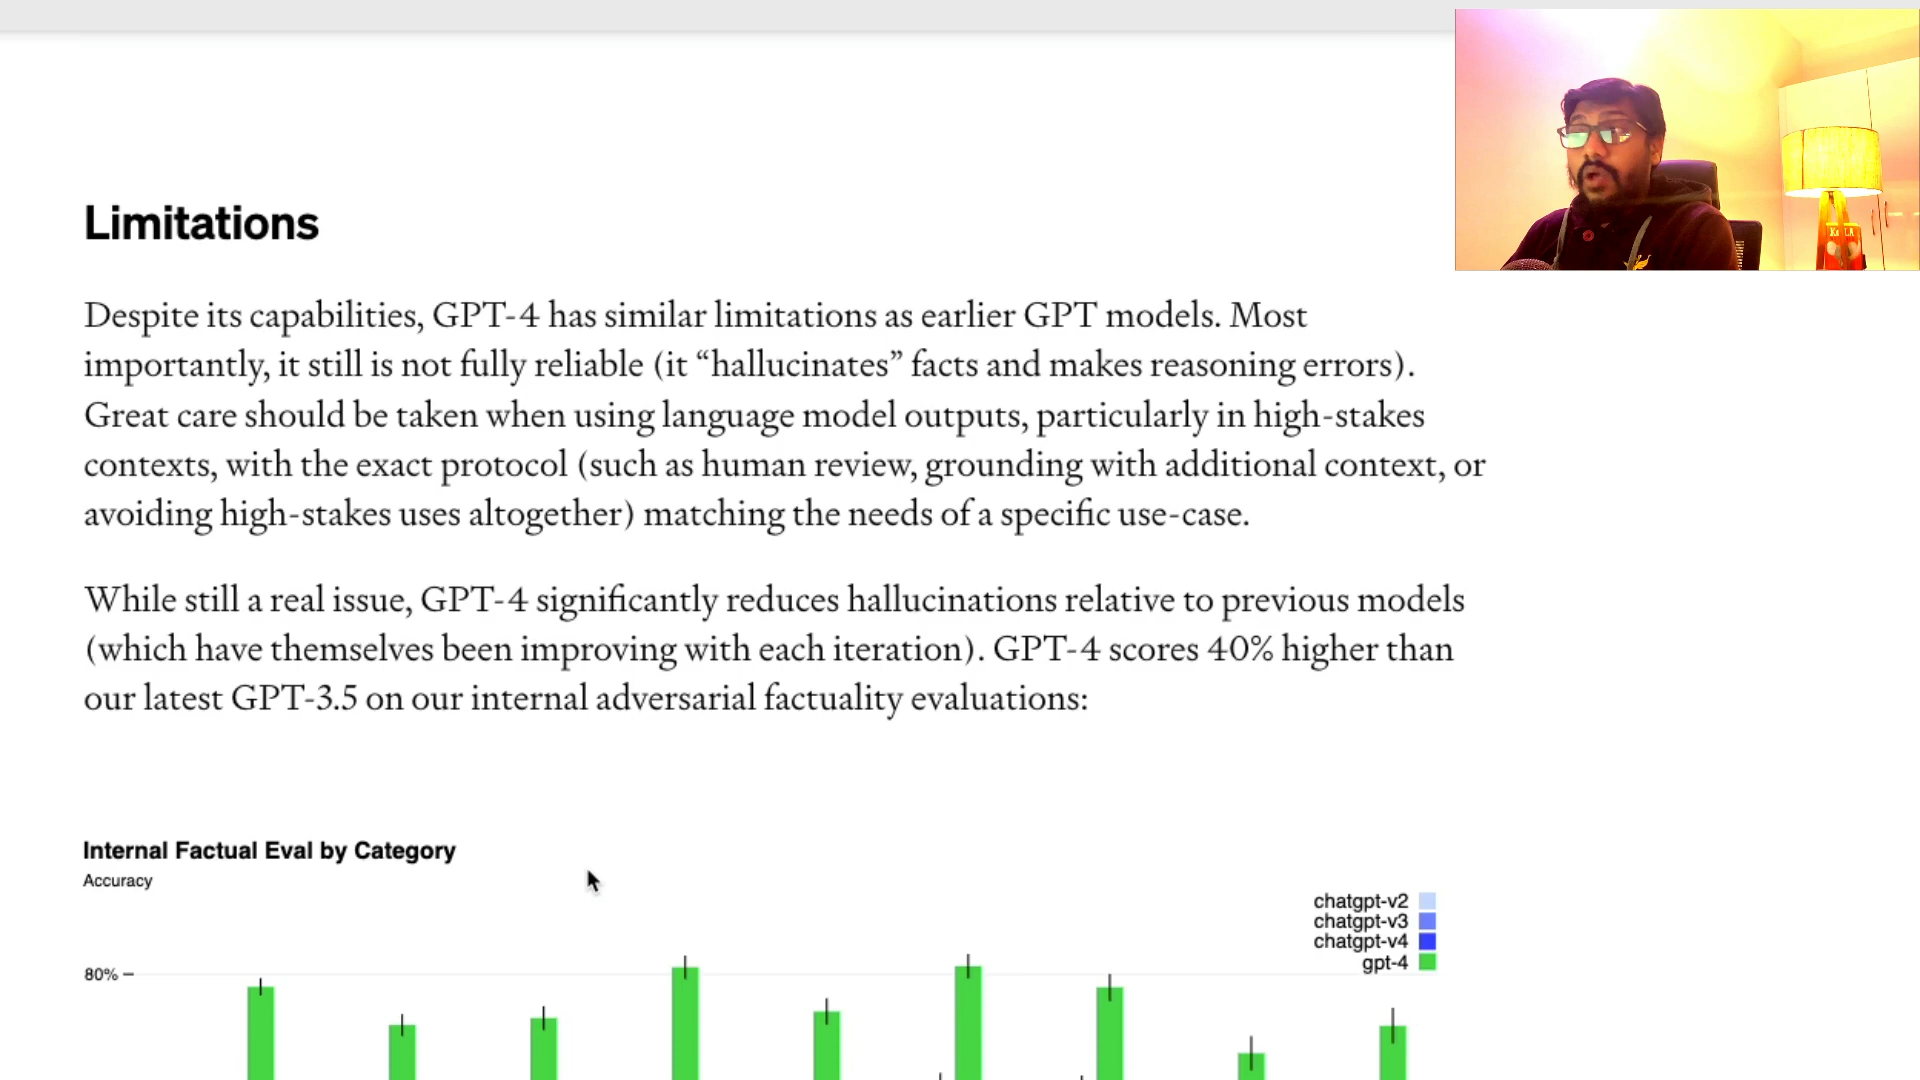 Limitations
Despite its capabilities, GPT-4 has similar limitations as earlier GPT models. Most
importantly, it still is not fully reliable (it “hallucinates” facts and makes reasoning errors).
Great care should be taken when using language model outputs, particularly in high-stakes
contexts, with the exact protocol (such as human review, grounding with additional context, or
avoiding high-stakes uses altogether) matching the needs of a specific use-case.
While still a real issue, GPT-4 significantly reduces hallucinations relative to previous models
(which have themselves been improving with each iteration). GPT-4 scores 40% higher than
our latest GPT-3.5 on our internal adversarial factuality evaluations:
Internal Factual Eval by Category
Accuracy
chatgpt-v2
chatgpt-v3
chatgpt-v4
gpt-4
80%